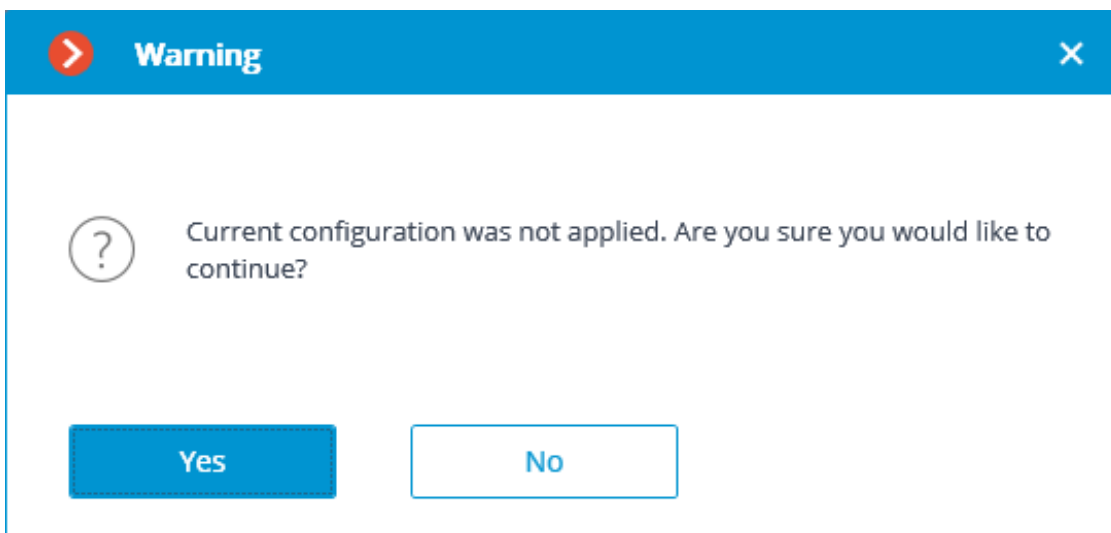 Warning
Current configuration was not applied. Are you sure you would like to
continue?
Yes
No